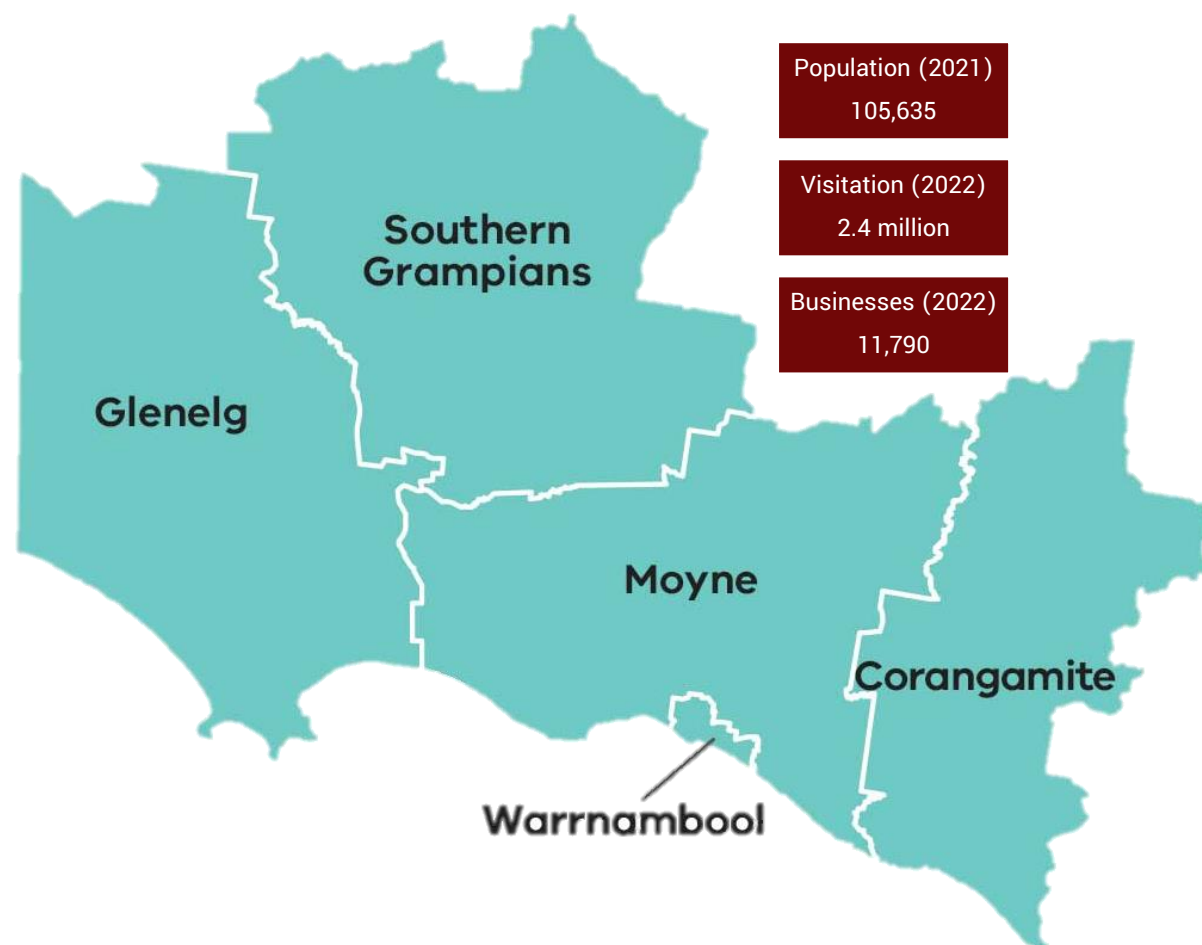 Population (2021)
105,635
Visitation (2022)
2.4 million
Businesses (2022)
11,790
Southern
Grampians
Glenelg
Moyne
Corangamite
Warrnambool